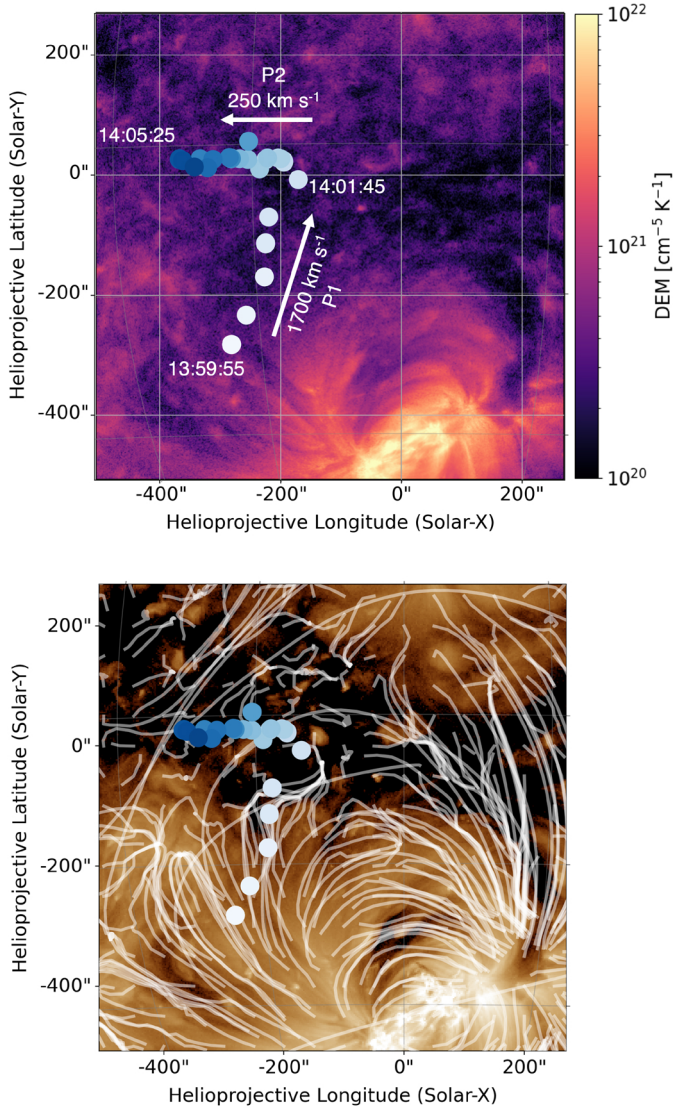 10²²
200"
P2
250 km s⁻¹
14:05:25
0"
14:01:45
10²¹
DEM [cm⁻⁵ K⁻¹]
Helioprojective Latitude (Solar-Y)
-200"
1700 km s⁻¹
P1
13:59:55
-400"
10²⁰
-400" -200" 0" 200"
Helioprojective Longitude (Solar-X)
200"
0"
Helioprojective Latitude (Solar-Y)
-200"
-400"
-400" -200" 0" 200"
Helioprojective Longitude (Solar-X)